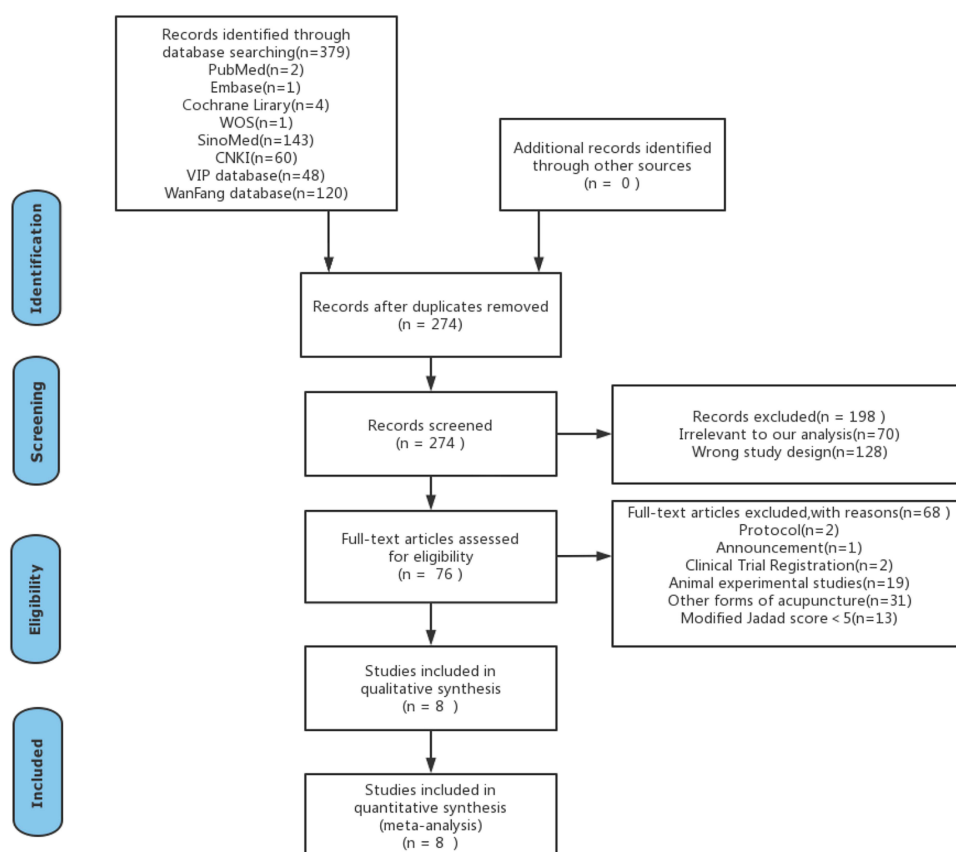 Records identified through
database searching(n=379)
PubMed(n=2)
Embase(n=1)
Cochrane Lirary(n=4)
WOS(n=1)
SinoMed(n=143)
CNKI(n=60)
VIP database(n=48)
WanFang database(n=120)
Additional records identified
through other sources
(n = 0 )
Identification
Records after duplicates removed
(n = 274)
Screening
Records screened
(n = 274 )
Records excluded(n = 198 )
Irrelevant to our analysis(n=70)
Wrong study design(n=128)
Eligibility
Full-text articles assessed
for eligibility
(n = 76 )
Full-text articles excluded,with reasons(n=68 )
Protocol(n=2)
Announcement(n=1)
Clinical Trial Registration(n=2)
Animal experimental studies(n=19)
Other forms of acupuncture(n=31)
Modified Jadad score < 5(n=13)
Studies included in
qualitative synthesis
(n = 8 )
Included
Studies included in
quantitative synthesis
(meta-analysis)
(n = 8 )